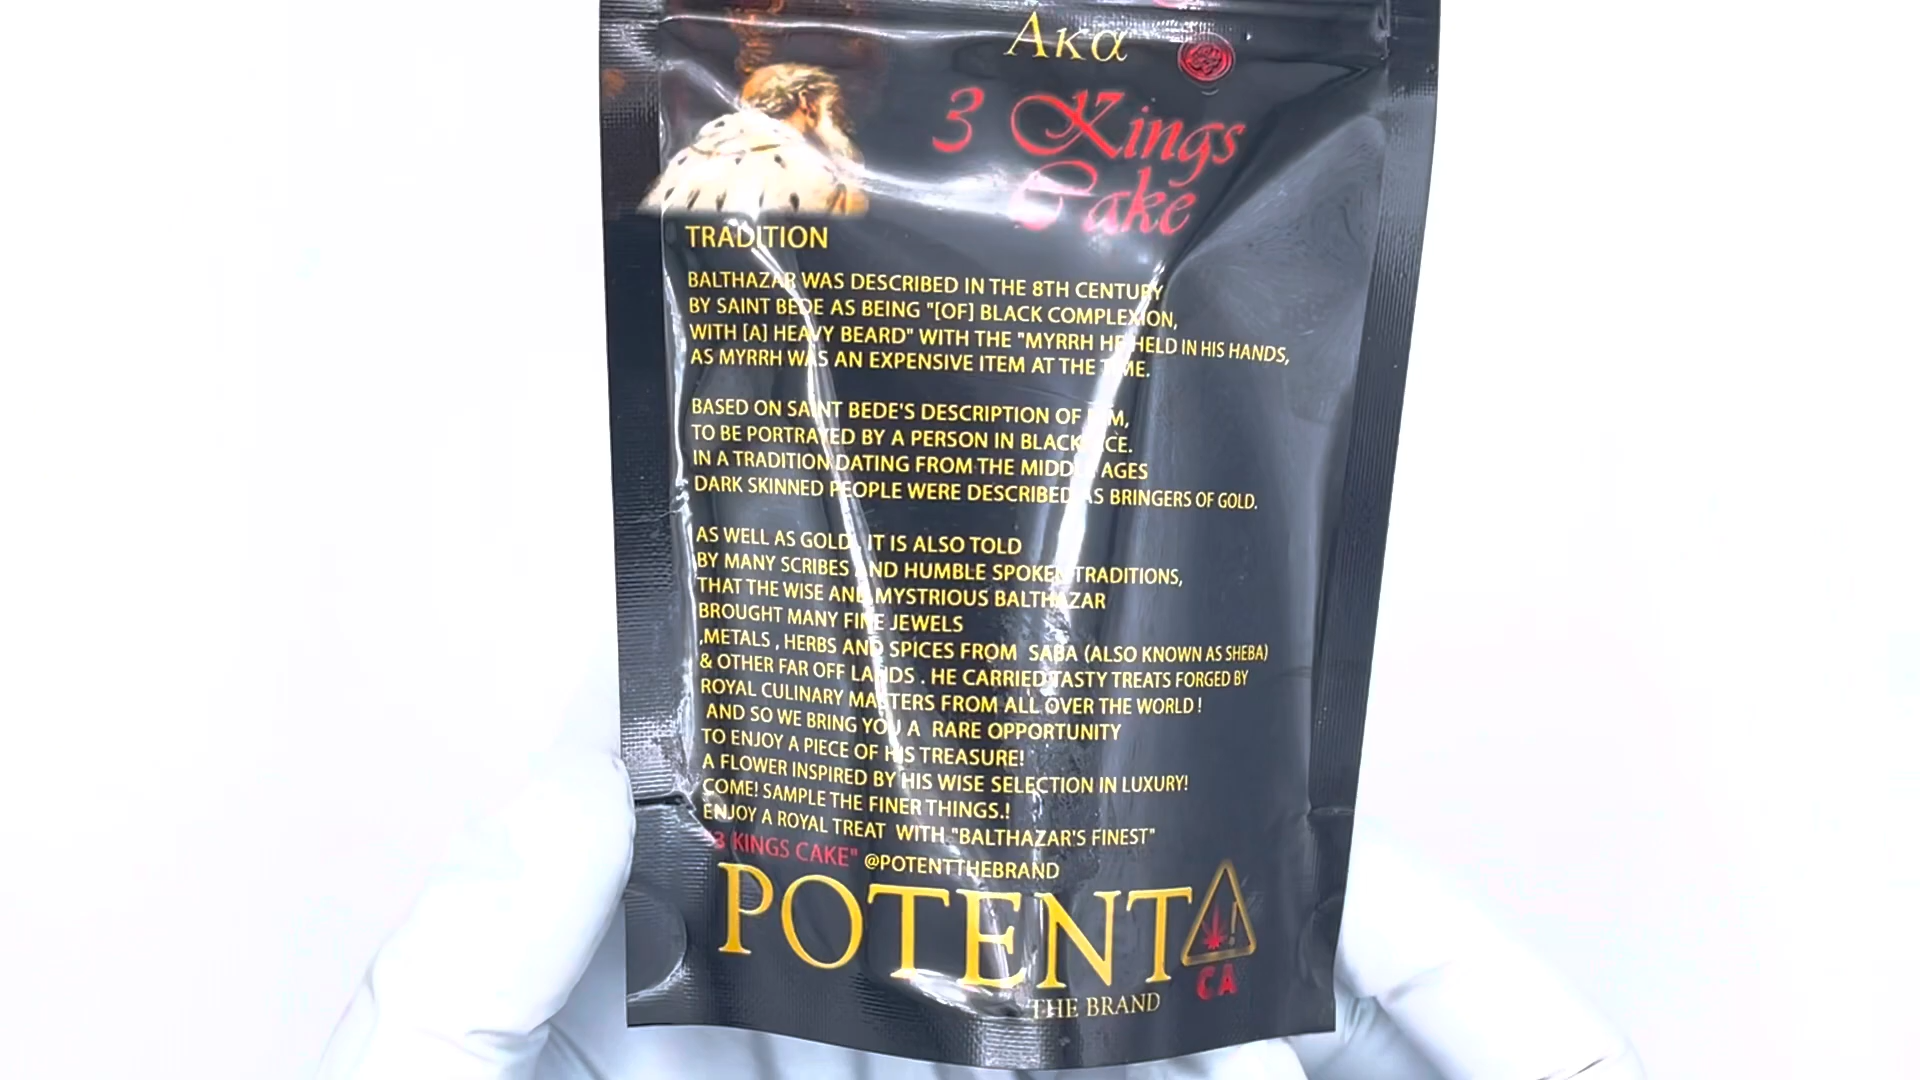 Aκα
3 Kings
Cake
TRADITION
BALTHAZAR WAS DESCRIBED IN THE 8TH CENTURY
BY SAINT BEDE AS BEING "[OF] BLACK COMPLEXION,
WITH [A] HEAVY BEARD" WITH THE "MYRRH HE HELD IN HIS HANDS,
AS MYRRH WAS AN EXPENSIVE ITEM AT THE TIME.
BASED ON SAINT BEDE'S DESCRIPTION OF HIM,
TO BE PORTRAYED BY A PERSON IN BLACKFACE.
IN A TRADITION DATING FROM THE MIDDLE AGES
DARK SKINNED PEOPLE WERE DESCRIBED AS BRINGERS OF GOLD.
AS WELL AS GOLD, IT IS ALSO TOLD
BY MANY SCRIBES AND HUMBLE SPOKEN TRADITIONS,
THAT THE WISE AND MYSTRIOUS BALTHAZAR
BROUGHT MANY FINE JEWELS
,METALS , HERBS AND SPICES FROM SABA (ALSO KNOWN AS SHEBA)
& OTHER FAR OFF LANDS . HE CARRIED TASTY TREATS FORGED BY
ROYAL CULINARY MASTERS FROM ALL OVER THE WORLD !
AND SO WE BRING YOU A RARE OPPORTUNITY
TO ENJOY A PIECE OF HIS TREASURE!
A FLOWER INSPIRED BY HIS WISE SELECTION IN LUXURY!
COME! SAMPLE THE FINER THINGS.!
ENJOY A ROYAL TREAT WITH "BALTHAZAR'S FINEST"
"3 KINGS CAKE" @POTENTTHEBRAND
POTENT
!
CA
THE BRAND